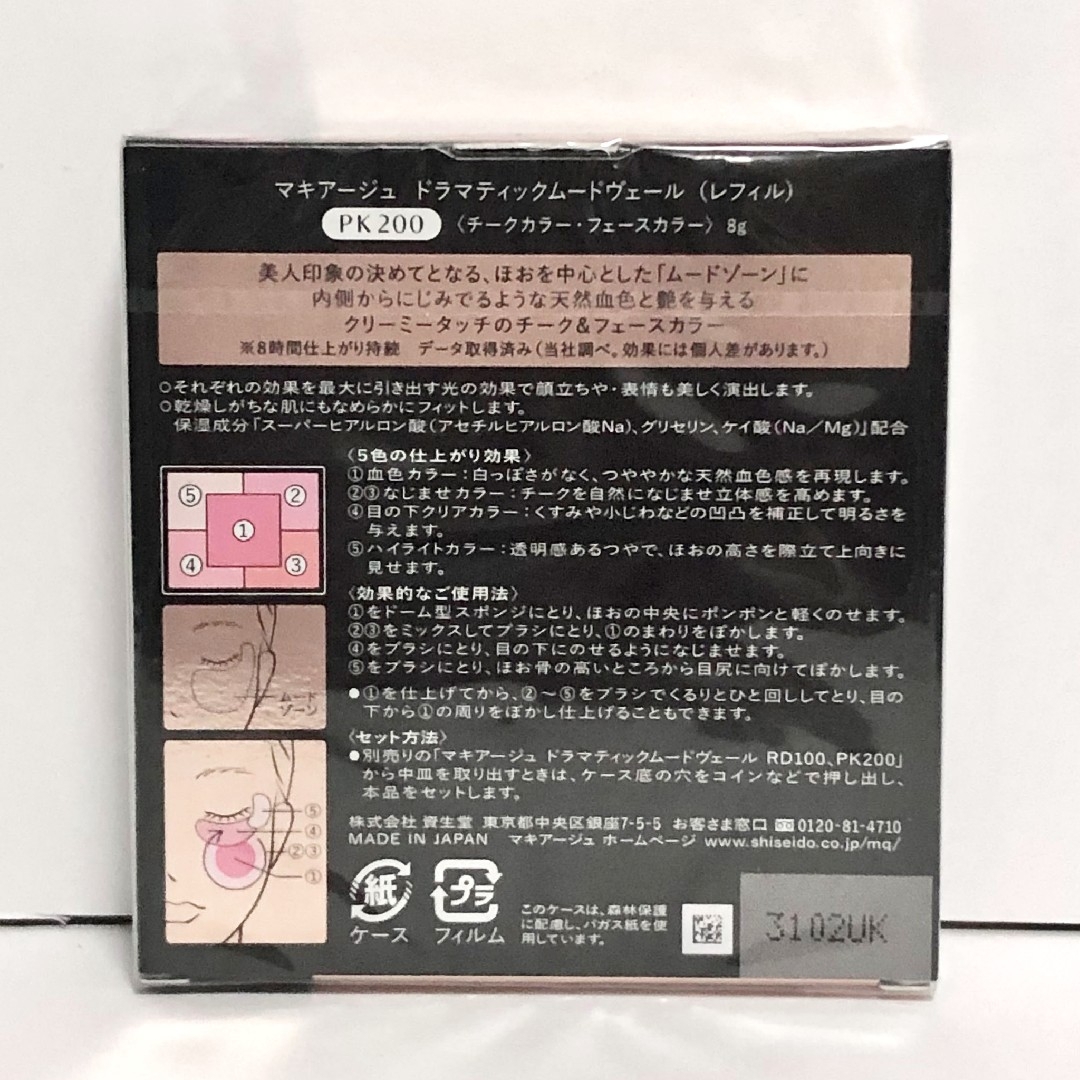 マキアージュ ドラマティックムードヴェール（レフィル）
PK200 〈チークカラー・フェースカラー〉 8g
美人印象の決めてとなる、ほおを中心とした「ムードゾーン」に
内側からにじみでるような天然血色と艶を与える
クリーミータッチのチーク&フェースカラー
※8時間仕上がり持続 データ取得済み（当社調べ。効果には個人差があります。）
○それぞれの効果を最大に引き出す光の効果で顔立ちや・表情も美しく演出します。
○乾燥しがちな肌にもなめらかにフィットします。
保湿成分「スーパーヒアルロン酸（アセチルヒアルロン酸Na）、グリセリン、ケイ酸（Na／Mg）」配合
〈5色の仕上がり効果〉
①血色カラー：白っぽさがなく、つややかな天然血色感を再現します。
②③なじませカラー：チークを自然になじませ立体感を高めます。
④目の下クリアカラー：くすみや小じわなどの凹凸を補正して明るさを
与えます。
⑤ハイライトカラー：透明感あるつやで、ほおの高さを際立て上向きに
見せます。
⑤ ②
①
④ ③
〈効果的なご使用法〉
①をドーム型スポンジにとり、ほおの中央にポンポンと軽くのせます。
②③をミックスしてブラシにとり、①のまわりをぼかします。
④をブラシにとり、目の下にのせるようになじませます。
⑤をブラシにとり、ほお骨の高いところから目尻に向けてぼかします。
●①を仕上げてから、②～⑤をブラシでくるりとひと回ししてとり、目の
下から①の周りをぼかし仕上げることもできます。
ムード
ゾーン
〈セット方法〉
●別売りの「マキアージュ ドラマティックムードヴェール RD100、PK200」
から中皿を取り出すときは、ケース底の穴をコインなどで押し出し、
本品をセットします。
⑤
④
②③
①
株式会社 資生堂 東京都中央区銀座7-5-5 お客さま窓口 0120-81-4710
MADE IN JAPAN マキアージュ ホームページ www.shiseido.co.jp/mq/
紙 プラ
ケース フィルム
このケースは、森林保護
に配慮し、バガス紙を使
用しています。
3102UK